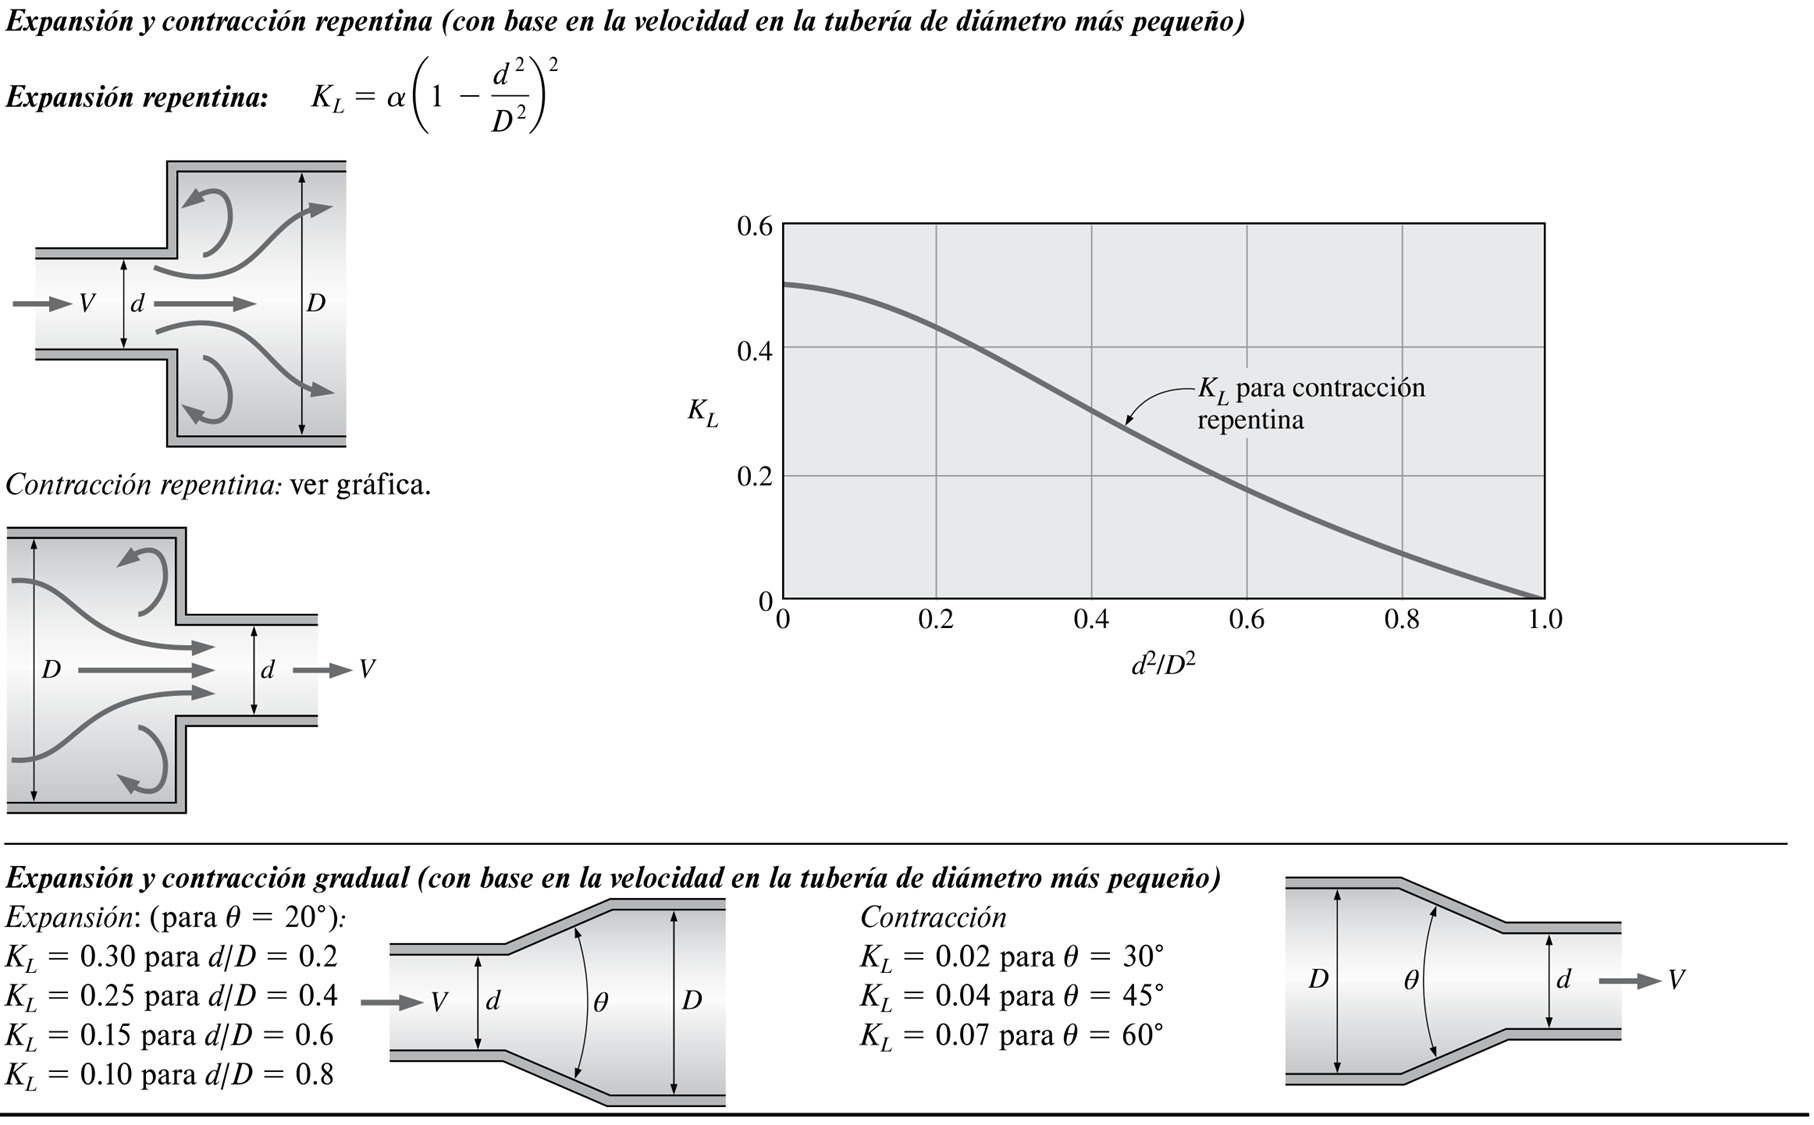 Expansión y contracción repentina (con base en la velocidad en la tubería de diámetro más pequeño)
Expansión repentina: K_L = α(1 − d²/D²)²
V
d
D
Contracción repentina: ver gráfica.
D
d
V
0.6
0.4
K_L
0.2
0
K_L para contracción
repentina
0
0.2
0.4
0.6
0.8
1.0
d²/D²
Expansión y contracción gradual (con base en la velocidad en la tubería de diámetro más pequeño)
Expansión: (para θ = 20°):
K_L = 0.30 para d/D = 0.2
K_L = 0.25 para d/D = 0.4
K_L = 0.15 para d/D = 0.6
K_L = 0.10 para d/D = 0.8
V
d
θ
D
Contracción
K_L = 0.02 para θ = 30°
K_L = 0.04 para θ = 45°
K_L = 0.07 para θ = 60°
D
θ
d
V